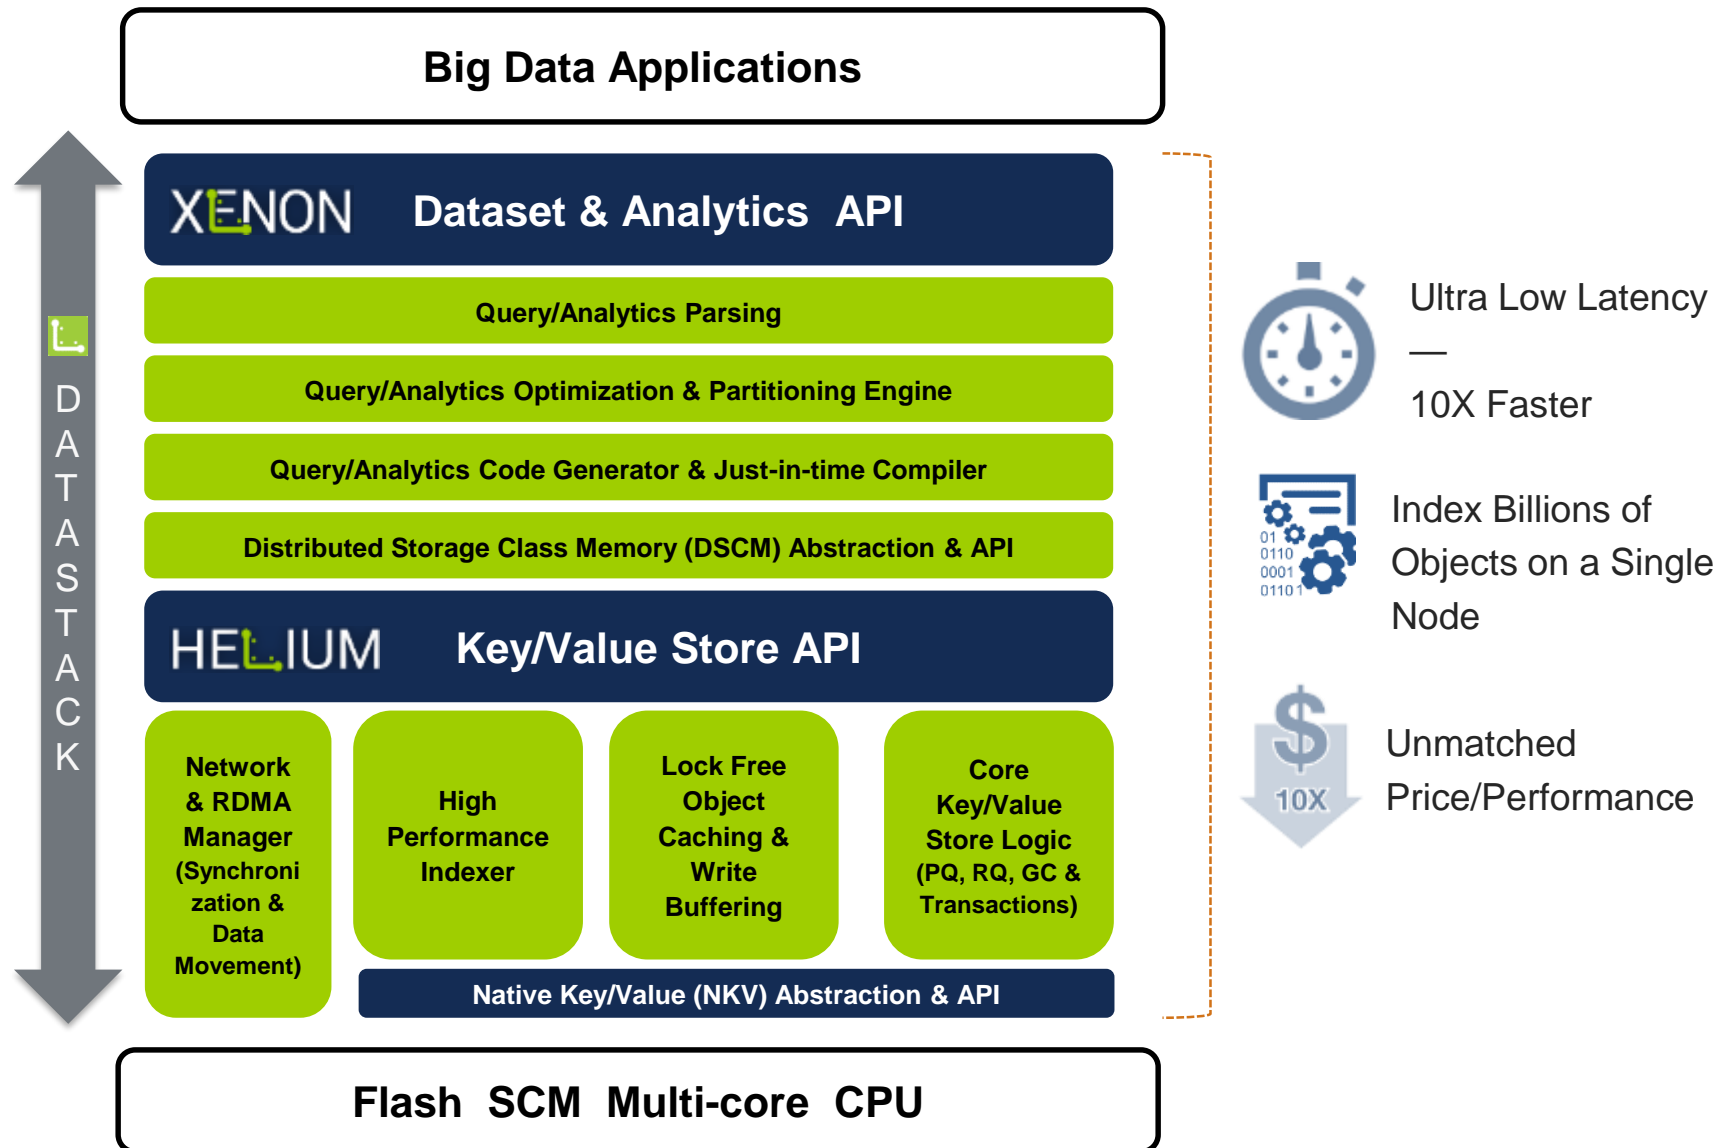 Big Data Applications
DATASTACK
XENON Dataset & Analytics API
Query/Analytics Parsing
Query/Analytics Optimization & Partitioning Engine
Query/Analytics Code Generator & Just-in-time Compiler
Distributed Storage Class Memory (DSCM) Abstraction & API
HELIUM Key/Value Store API
Network
& RDMA
Manager
(Synchroni
zation &
Data
Movement)
High
Performance
Indexer
Lock Free
Object
Caching &
Write
Buffering
Core
Key/Value
Store Logic
(PQ, RQ, GC &
Transactions)
Native Key/Value (NKV) Abstraction & API
Flash SCM Multi-core CPU
Ultra Low Latency
—
10X Faster
01
0110
0001
01101
Index Billions of
Objects on a Single
Node
$
10X
Unmatched
Price/Performance